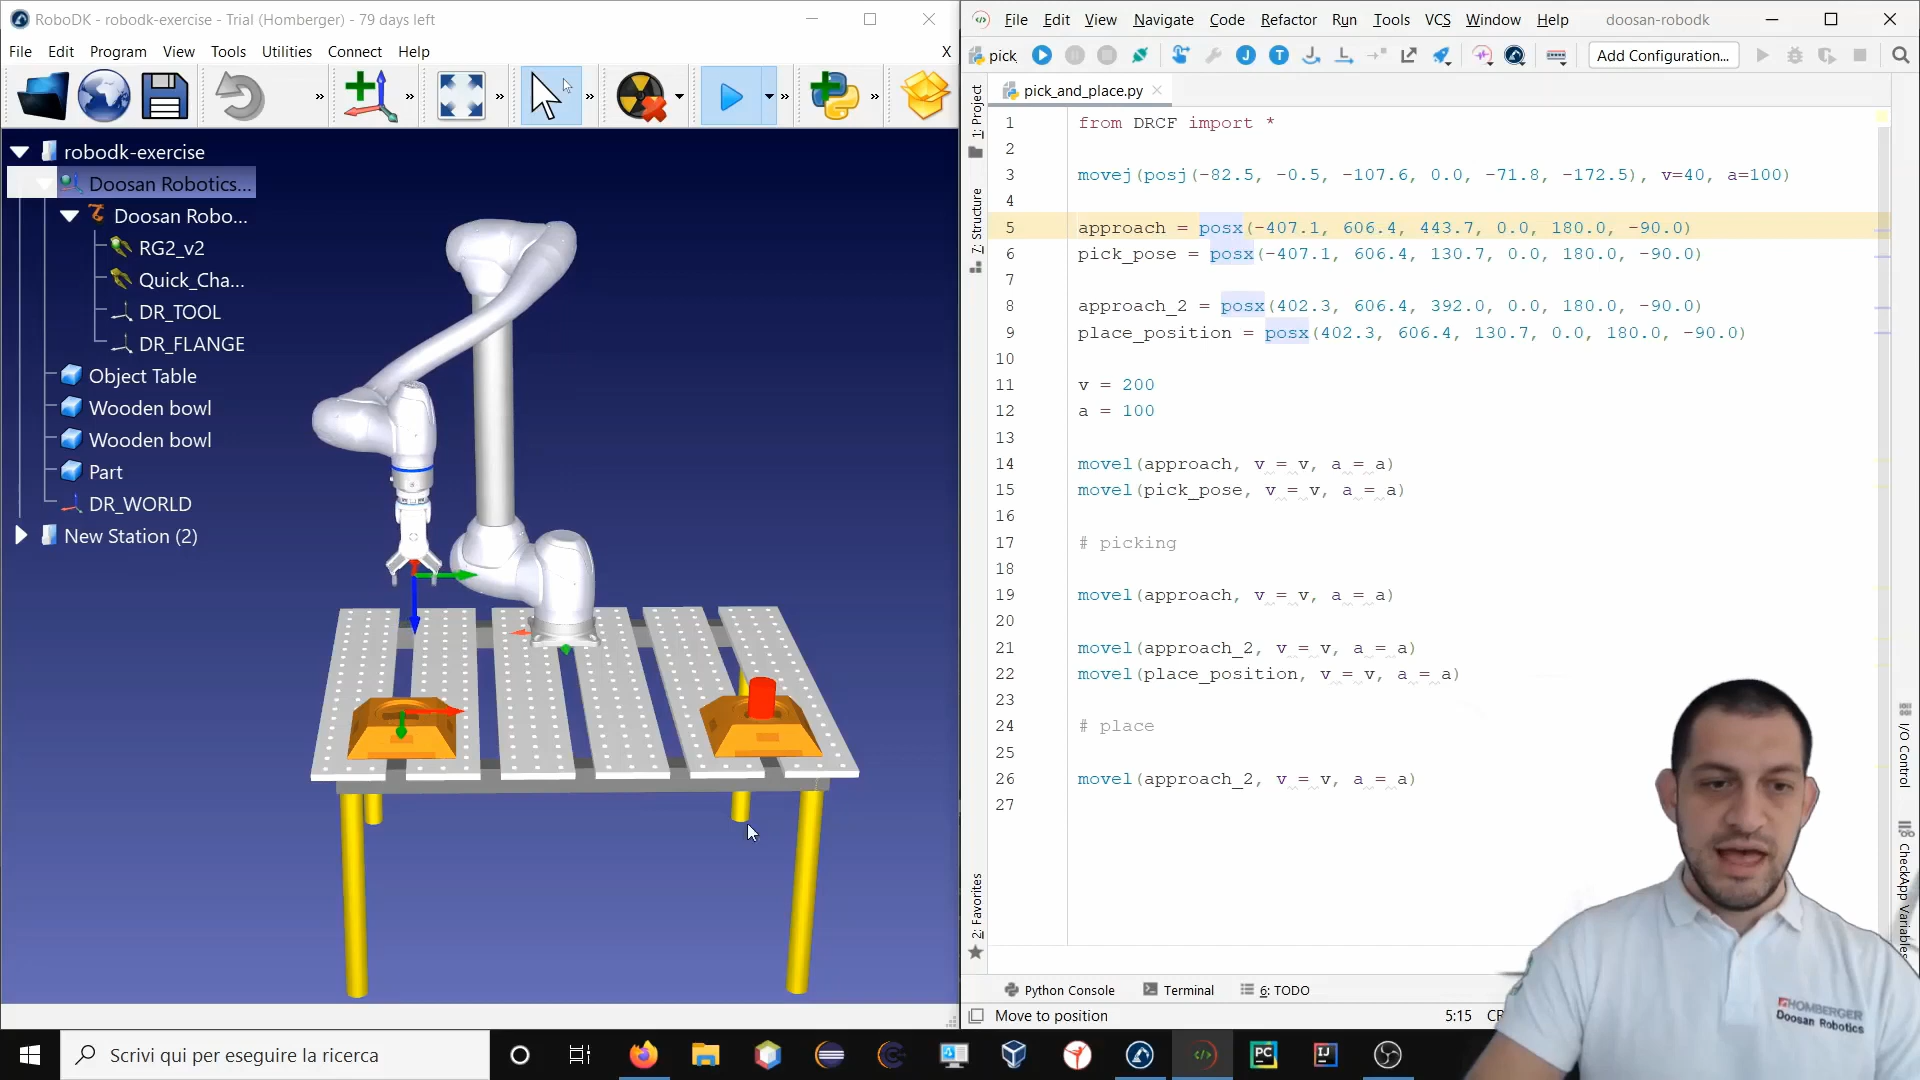 RoboDK - robodk-exercise - Trial (Homberger) - 79 days left
File Edit Program View Tools Utilities Connect Help X
robodk-exercise
Doosan Robotics...
Doosan Robo...
RG2_v2
Quick_Cha...
DR_TOOL
DR_FLANGE
Object Table
Wooden bowl
Wooden bowl
Part
DR_WORLD
New Station (2)
File Edit View Navigate Code Refactor Run Tools VCS Window Help doosan-robodk
pick J T Add Configuration...
pick_and_place.py
1: Project
7: Structure
2: Favorites
1 from DRCF import *
2
3 movej(posj(-82.5, -0.5, -107.6, 0.0, -71.8, -172.5), v=40, a=100)
4
5 approach = posx(-407.1, 606.4, 443.7, 0.0, 180.0, -90.0)
6 pick_pose = posx(-407.1, 606.4, 130.7, 0.0, 180.0, -90.0)
7
8 approach_2 = posx(402.3, 606.4, 392.0, 0.0, 180.0, -90.0)
9 place_position = posx(402.3, 606.4, 130.7, 0.0, 180.0, -90.0)
10
11 v = 200
12 a = 100
13
14 movel(approach, v = v, a = a)
15 movel(pick_pose, v = v, a = a)
16
17 # picking
18
19 movel(approach, v = v, a = a)
20
21 movel(approach_2, v = v, a = a)
22 movel(place_position, v = v, a = a)
23
24 # place
25
26 movel(approach_2, v = v, a = a)
27
I/O Control
CheckApp Variables
Python Console Terminal 6: TODO
Move to position 5:15
HOMBERGER
Doosan Robotics
Scrivi qui per eseguire la ricerca
PC
IJ